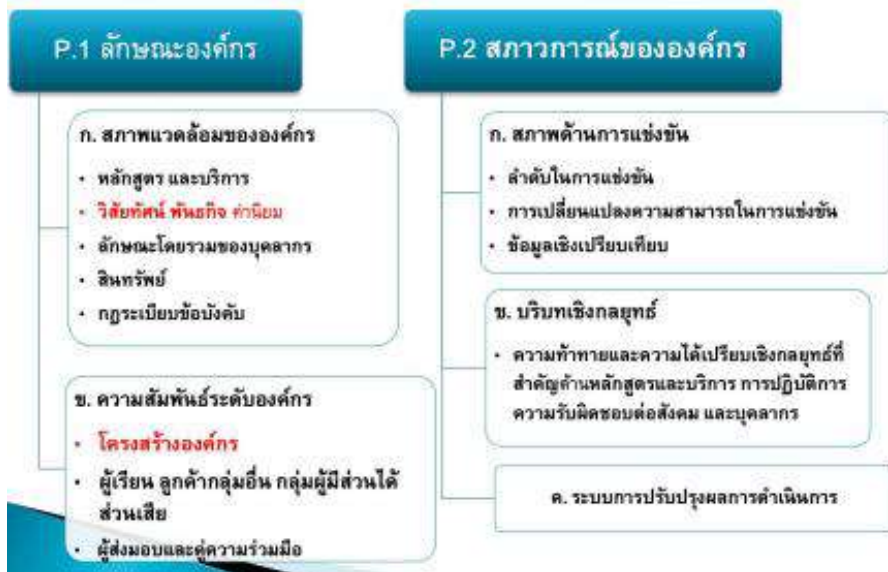 P.1 ลักษณะองค์กร
ก. สภาพแวดล้อมขององค์กร
• หลักสูตร และบริการ
• วิสัยทัศน์ พันธกิจ ค่านิยม
• ลักษณะโดยรวมของบุคลากร
• สินทรัพย์
• กฎระเบียบข้อบังคับ
ข. ความสัมพันธ์ระดับองค์กร
• โครงสร้างองค์กร
• ผู้เรียน ลูกค้ากลุ่มอื่น กลุ่มผู้มีส่วนได้
ส่วนเสีย
• ผู้ส่งมอบและคู่ความร่วมมือ
P.2 สภาวการณ์ขององค์กร
ก. สภาพด้านการแข่งขัน
• ลำดับในการแข่งขัน
• การเปลี่ยนแปลงความสามารถในการแข่งขัน
• ข้อมูลเชิงเปรียบเทียบ
ข. บริบทเชิงกลยุทธ์
• ความท้าทายและความได้เปรียบเชิงกลยุทธ์ที่
สำคัญด้านหลักสูตรและบริการ การปฏิบัติการ
ความรับผิดชอบต่อสังคม และบุคลากร
ค. ระบบการปรับปรุงผลการดำเนินการ